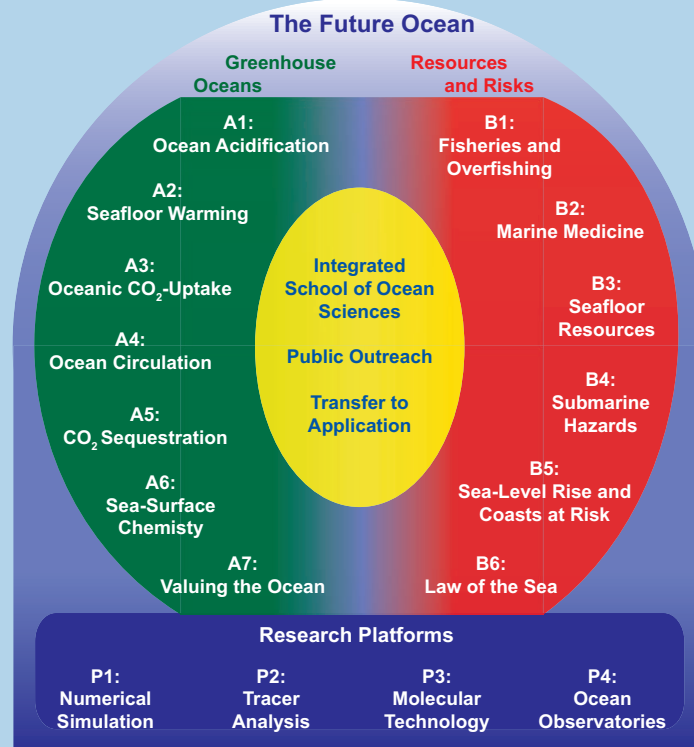 The Future Ocean
Greenhouse
Oceans
Resources
and Risks
A1:
Ocean Acidification
A2:
Seafloor Warming
A3:
Oceanic CO₂-Uptake
A4:
Ocean Circulation
A5:
CO₂ Sequestration
A6:
Sea-Surface
Chemisty
A7:
Valuing the Ocean
Integrated
School of Ocean
Sciences
Public Outreach
Transfer to
Application
B1:
Fisheries and
Overfishing
B2:
Marine Medicine
B3:
Seafloor
Resources
B4:
Submarine
Hazards
B5:
Sea-Level Rise and
Coasts at Risk
B6:
Law of the Sea
Research Platforms
P1:
Numerical
Simulation
P2:
Tracer
Analysis
P3:
Molecular
Technology
P4:
Ocean
Observatories